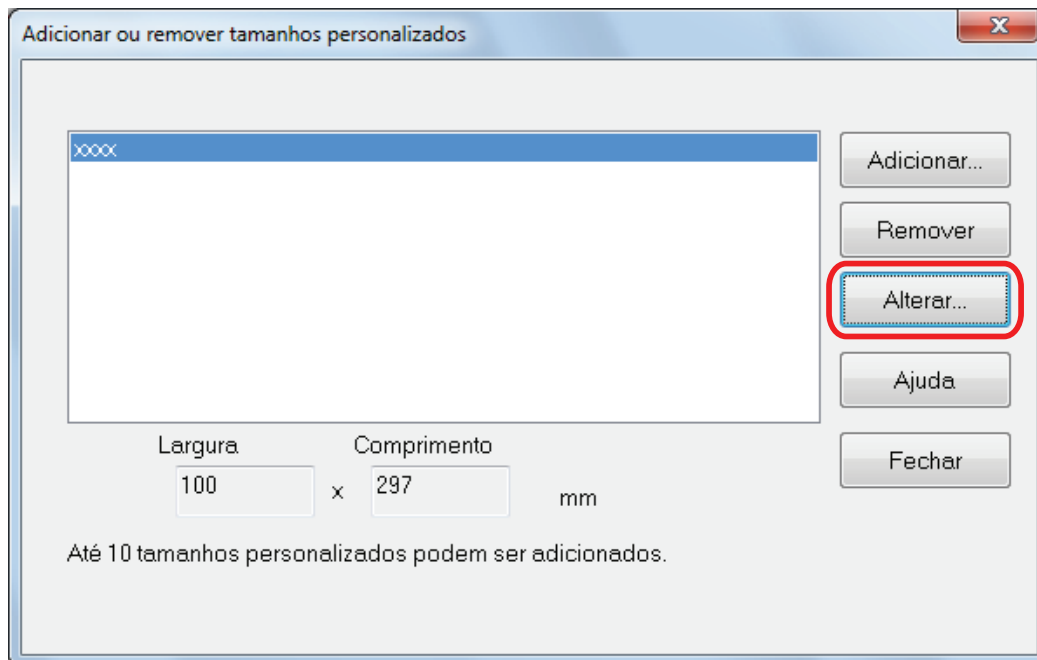 Adicionar ou remover tamanhos personalizados
xxxx
Adicionar...
Remover
Alterar...
Ajuda
Fechar
Largura Comprimento
100 x 297 mm
Até 10 tamanhos personalizados podem ser adicionados.